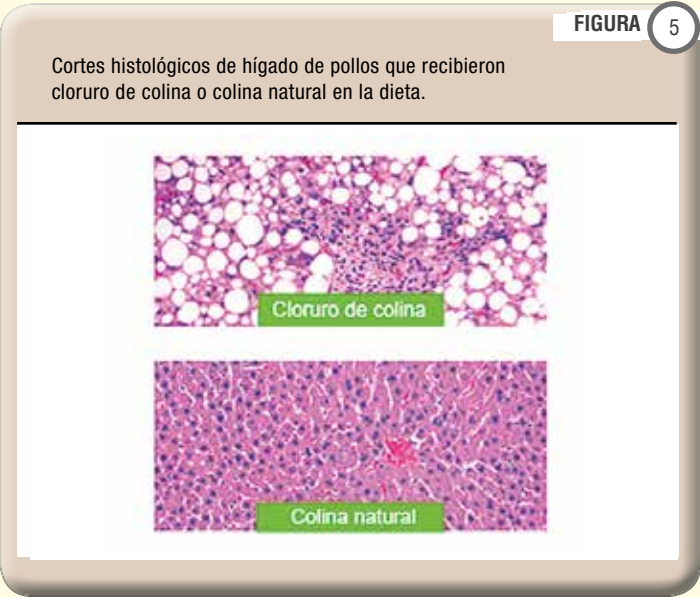 FIGURA 5
Cortes histológicos de hígado de pollos que recibieron
cloruro de colina o colina natural en la dieta.
Cloruro de colina
Colina natural